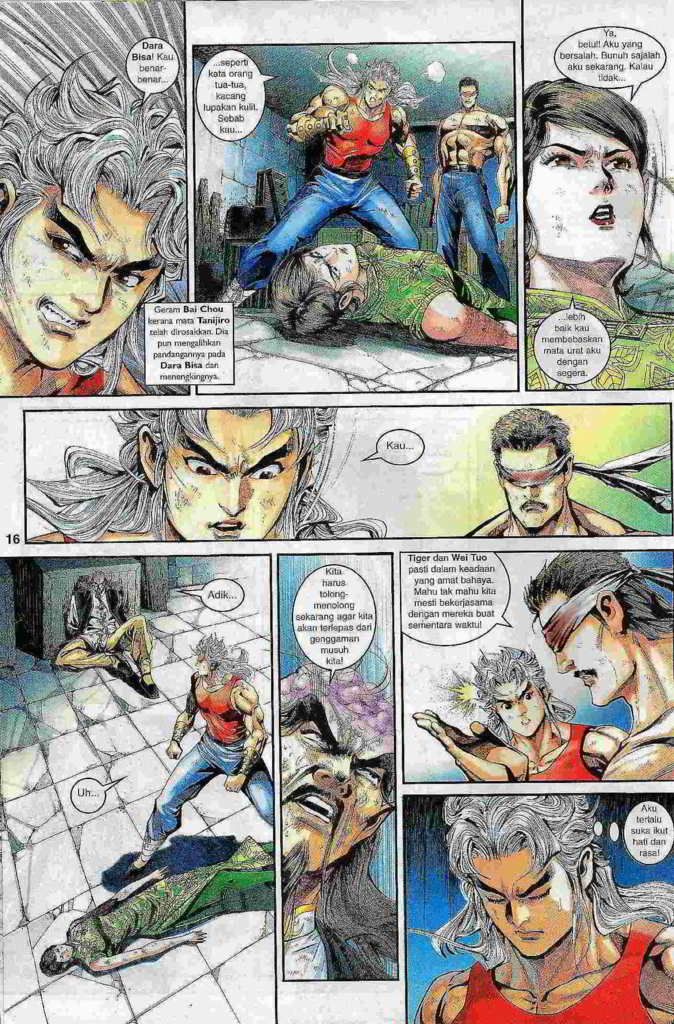 Dara
Bisa! Kau
benar-
benar...
...seperti
kata orang
tua-tua,
kacang
lupakan kulit.
Sebab
kau...
Geram Bai Chou
kerana mata Tanijiro
telah dirosakkan. Dia
pun mengalihkan
pandangannya pada
Dara Bisa dan
menengkingnya.
Ya,
betul! Aku yang
bersalah. Bunuh sajalah
aku sekarang. Kalau
tidak...
...lebih
baik kau
membebaskan
mata urat aku
dengan
segera.
Kau...
16
Adik...
Uh...
Kita
harus
tolong-
menolong
sekarang agar kita
akan terlepas dari
genggaman
musuh
kita!
Tiger dan Wei Tuo
pasti dalam keadaan
yang amat bahaya.
Mahu tak mahu kita
mesti bekerjasama
dengan mereka buat
sementara waktu!
Aku
terlalu
suka ikut
hati dan
rasa!